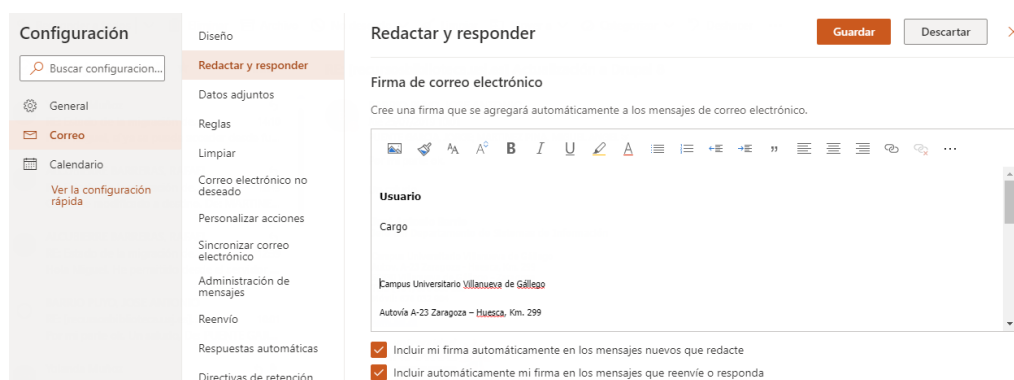 Configuración
Buscar configuracion...
General
Correo
Calendario
Ver la configuración
rápida
Diseño
Redactar y responder
Datos adjuntos
Reglas
Limpiar
Correo electrónico no
deseado
Personalizar acciones
Sincronizar correo
electrónico
Administración de
mensajes
Reenvío
Respuestas automáticas
Directivas de retención
Redactar y responder
Guardar
Descartar
Firma de correo electrónico
Cree una firma que se agregará automáticamente a los mensajes de correo electrónico.
Usuario
Cargo
Campus Universitario Villanueva de Gállego
Autovía A-23 Zaragoza – Huesca, Km. 299
Incluir mi firma automáticamente en los mensajes nuevos que redacte
Incluir automáticamente mi firma en los mensajes que reenvíe o responda